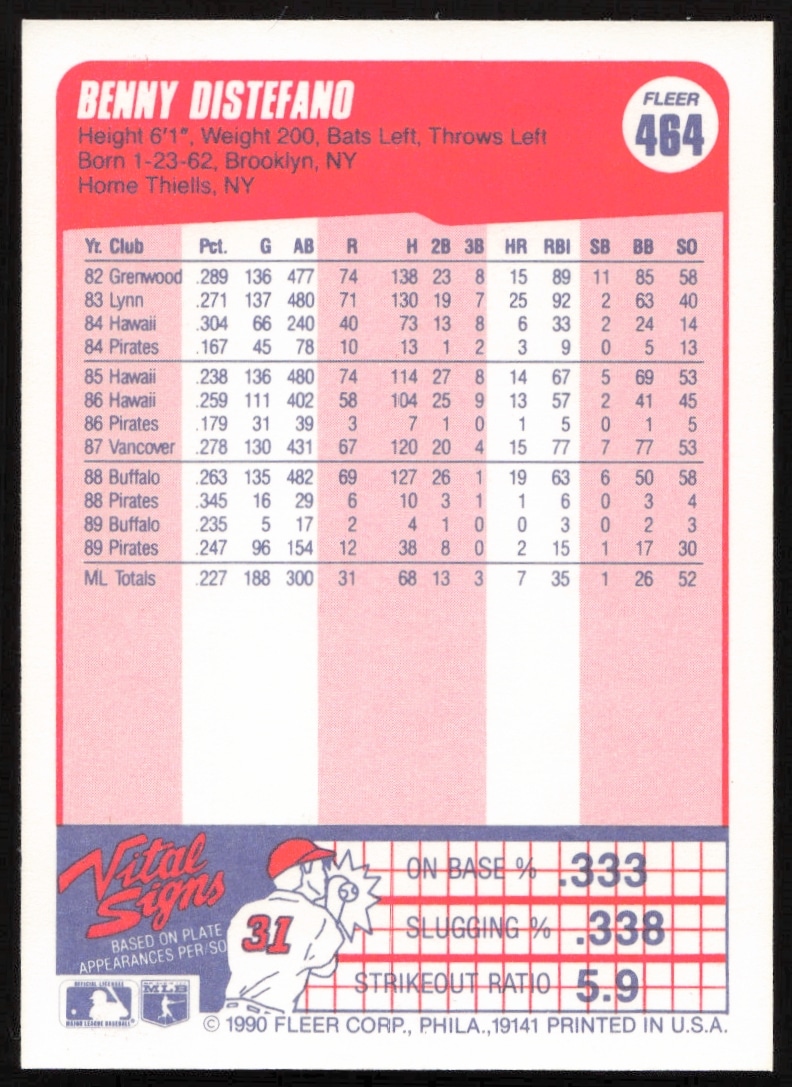 BENNY DISTEFANO
FLEER
464
Height 6'1", Weight 200, Bats Left, Throws Left
Born 1-23-62, Brooklyn, NY
Home Thiells, NY
Yr. Club Pct. G AB R H 2B 3B HR RBI SB BB SO
82 Grenwood .289 136 477 74 138 23 8 15 89 11 85 58
83 Lynn .271 137 480 71 130 19 7 25 92 2 63 40
84 Hawaii .304 66 240 40 73 13 8 6 33 2 24 14
84 Pirates .167 45 78 10 13 1 2 3 9 0 5 13
85 Hawaii .238 136 480 74 114 27 8 14 67 5 69 53
86 Hawaii .259 111 402 58 104 25 9 13 57 2 41 45
86 Pirates .179 31 39 3 7 1 0 1 5 0 1 5
87 Vancover .278 130 431 67 120 20 4 15 77 7 77 53
88 Buffalo .263 135 482 69 127 26 1 19 63 6 50 58
88 Pirates .345 16 29 6 10 3 1 1 6 0 3 4
89 Buffalo .235 5 17 2 4 1 0 0 3 0 2 3
89 Pirates .247 96 154 12 38 8 0 2 15 1 17 30
ML Totals .227 188 300 31 68 13 3 7 35 1 26 52
Vital
Signs
BASED ON PLATE
APPEARANCES PER/SO
31
ON BASE % .333
SLUGGING % .338
STRIKEOUT RATIO 5.9
OFFICIAL LICENSEE
MAJOR LEAGUE BASEBALL
MLB
© 1990 FLEER CORP., PHILA.,19141 PRINTED IN U.S.A.